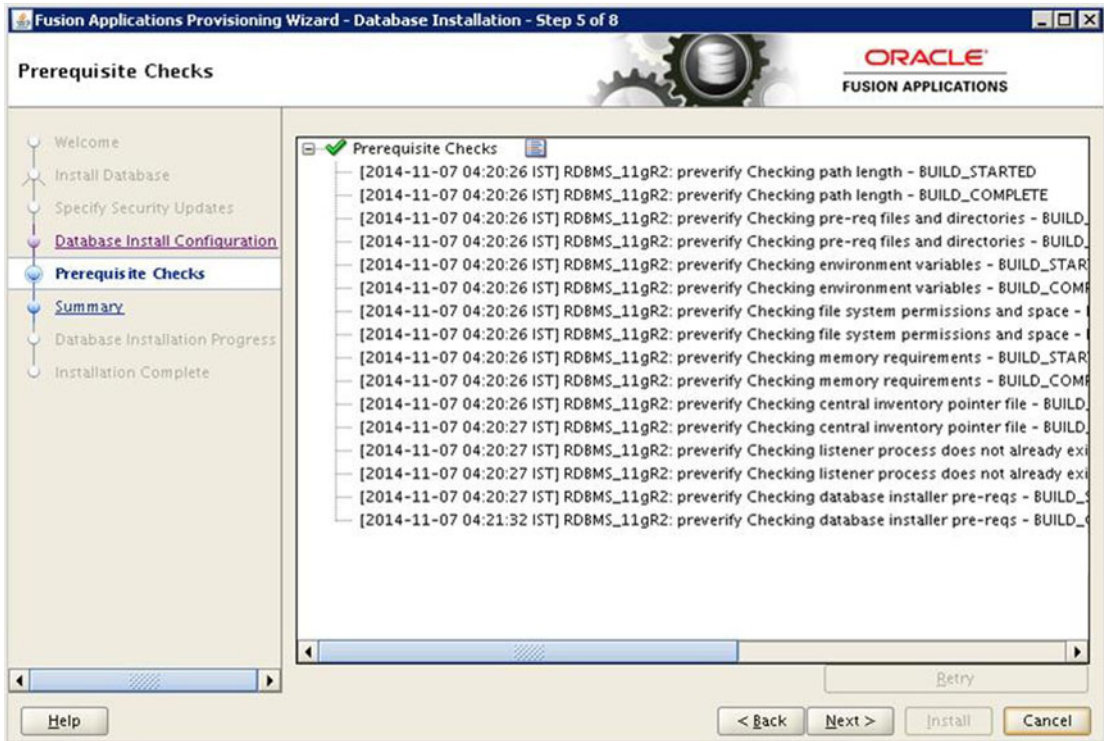 Fusion Applications Provisioning Wizard - Database Installation - Step 5 of 8
Prerequisite Checks
ORACLE
FUSION APPLICATIONS
Welcome
Install Database
Specify Security Updates
Database Install Configuration
Prerequisite Checks
Summary
Database Installation Progress
Installation Complete
Prerequisite Checks
[2014-11-07 04:20:26 IST] RDBMS_11gR2: preverify Checking path length - BUILD_STARTED
[2014-11-07 04:20:26 IST] RDBMS_11gR2: preverify Checking path length - BUILD_COMPLETE
[2014-11-07 04:20:26 IST] RDBMS_11gR2: preverify Checking pre-req files and directories - BUILD_
[2014-11-07 04:20:26 IST] RDBMS_11gR2: preverify Checking pre-req files and directories - BUILD_
[2014-11-07 04:20:26 IST] RDBMS_11gR2: preverify Checking environment variables - BUILD_STAR
[2014-11-07 04:20:26 IST] RDBMS_11gR2: preverify Checking environment variables - BUILD_COM
[2014-11-07 04:20:26 IST] RDBMS_11gR2: preverify Checking file system permissions and space -
[2014-11-07 04:20:26 IST] RDBMS_11gR2: preverify Checking file system permissions and space -
[2014-11-07 04:20:26 IST] RDBMS_11gR2: preverify Checking memory requirements - BUILD_STAR
[2014-11-07 04:20:26 IST] RDBMS_11gR2: preverify Checking memory requirements - BUILD_COM
[2014-11-07 04:20:26 IST] RDBMS_11gR2: preverify Checking central inventory pointer file - BUILD_
[2014-11-07 04:20:27 IST] RDBMS_11gR2: preverify Checking central inventory pointer file - BUILD_
[2014-11-07 04:20:27 IST] RDBMS_11gR2: preverify Checking listener process does not already exi
[2014-11-07 04:20:27 IST] RDBMS_11gR2: preverify Checking listener process does not already exi
[2014-11-07 04:20:27 IST] RDBMS_11gR2: preverify Checking database installer pre-reqs - BUILD_
[2014-11-07 04:21:32 IST] RDBMS_11gR2: preverify Checking database installer pre-reqs - BUILD_
Retry
Help
< Back
Next >
Install
Cancel